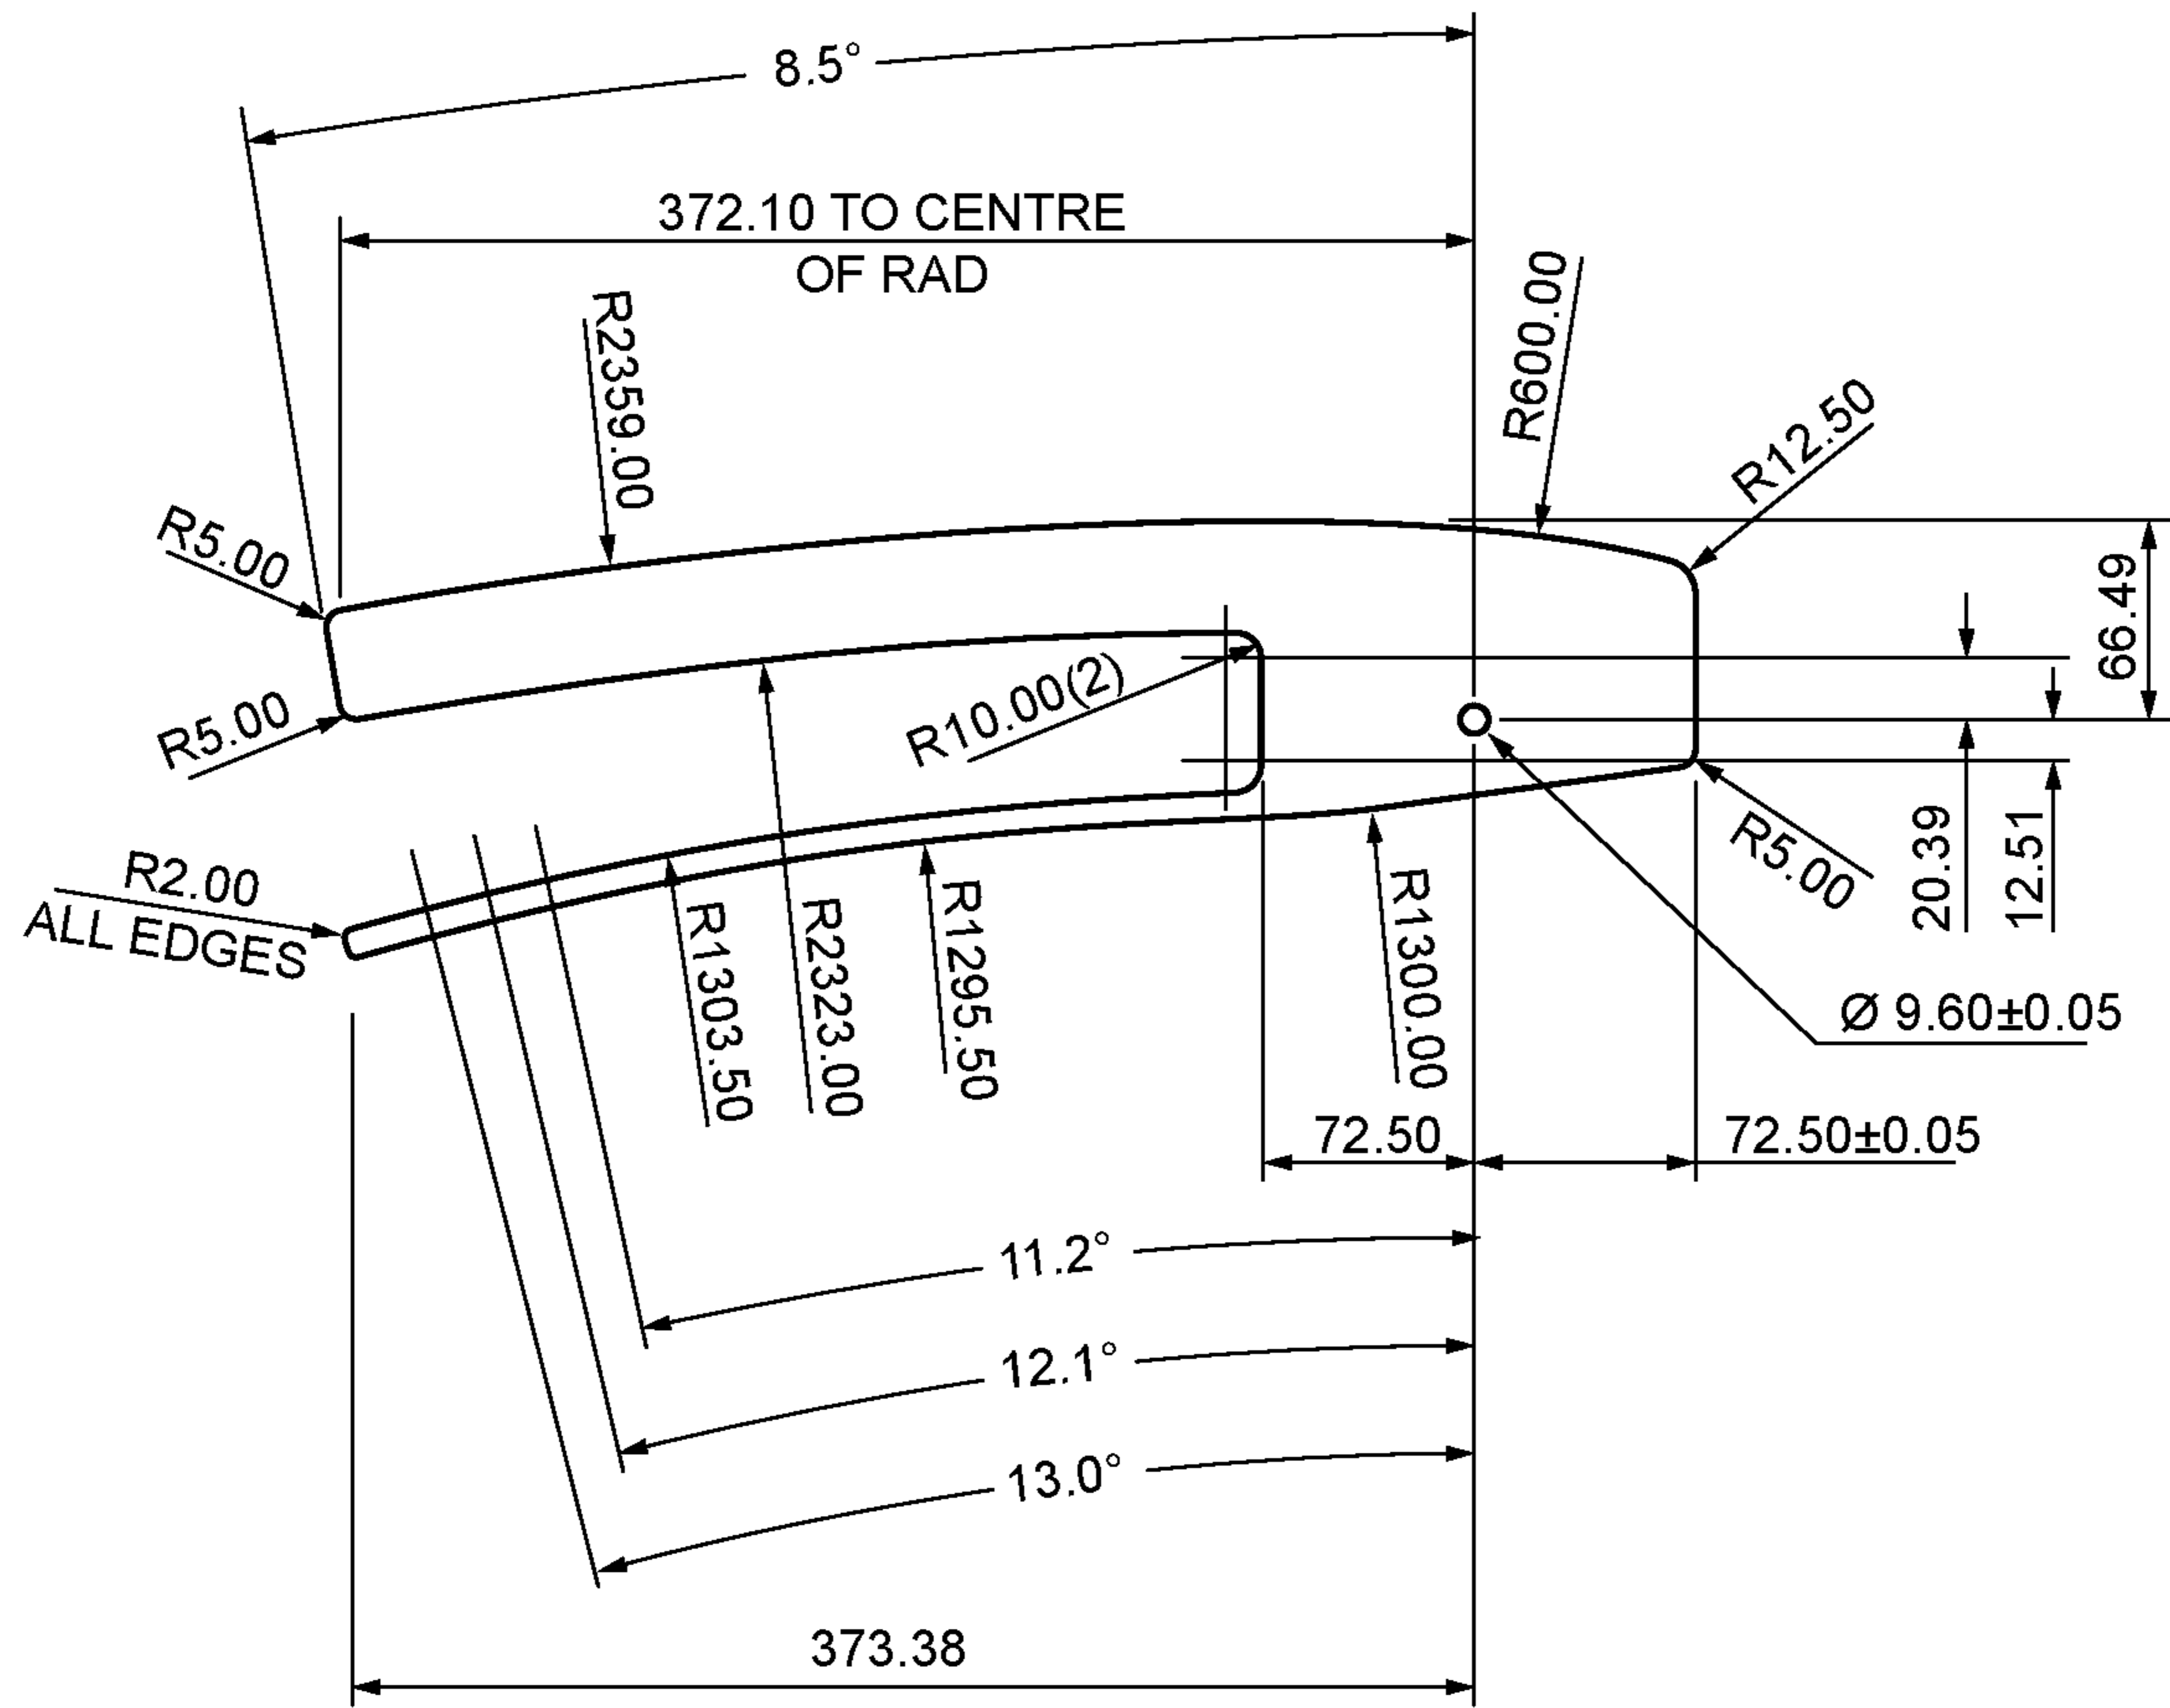 8.5°
372.10 TO CENTRE
OF RAD
R2359.00
R600.00
R12.50
R5.00
66.49
R10.00(2)
R5.00
R5.00
20.39
12.51
R2.00
ALL EDGES
R1303.50
R2323.00
R1295.50
R1300.00
Ø 9.60±0.05
72.50
72.50±0.05
11.2°
12.1°
13.0°
373.38